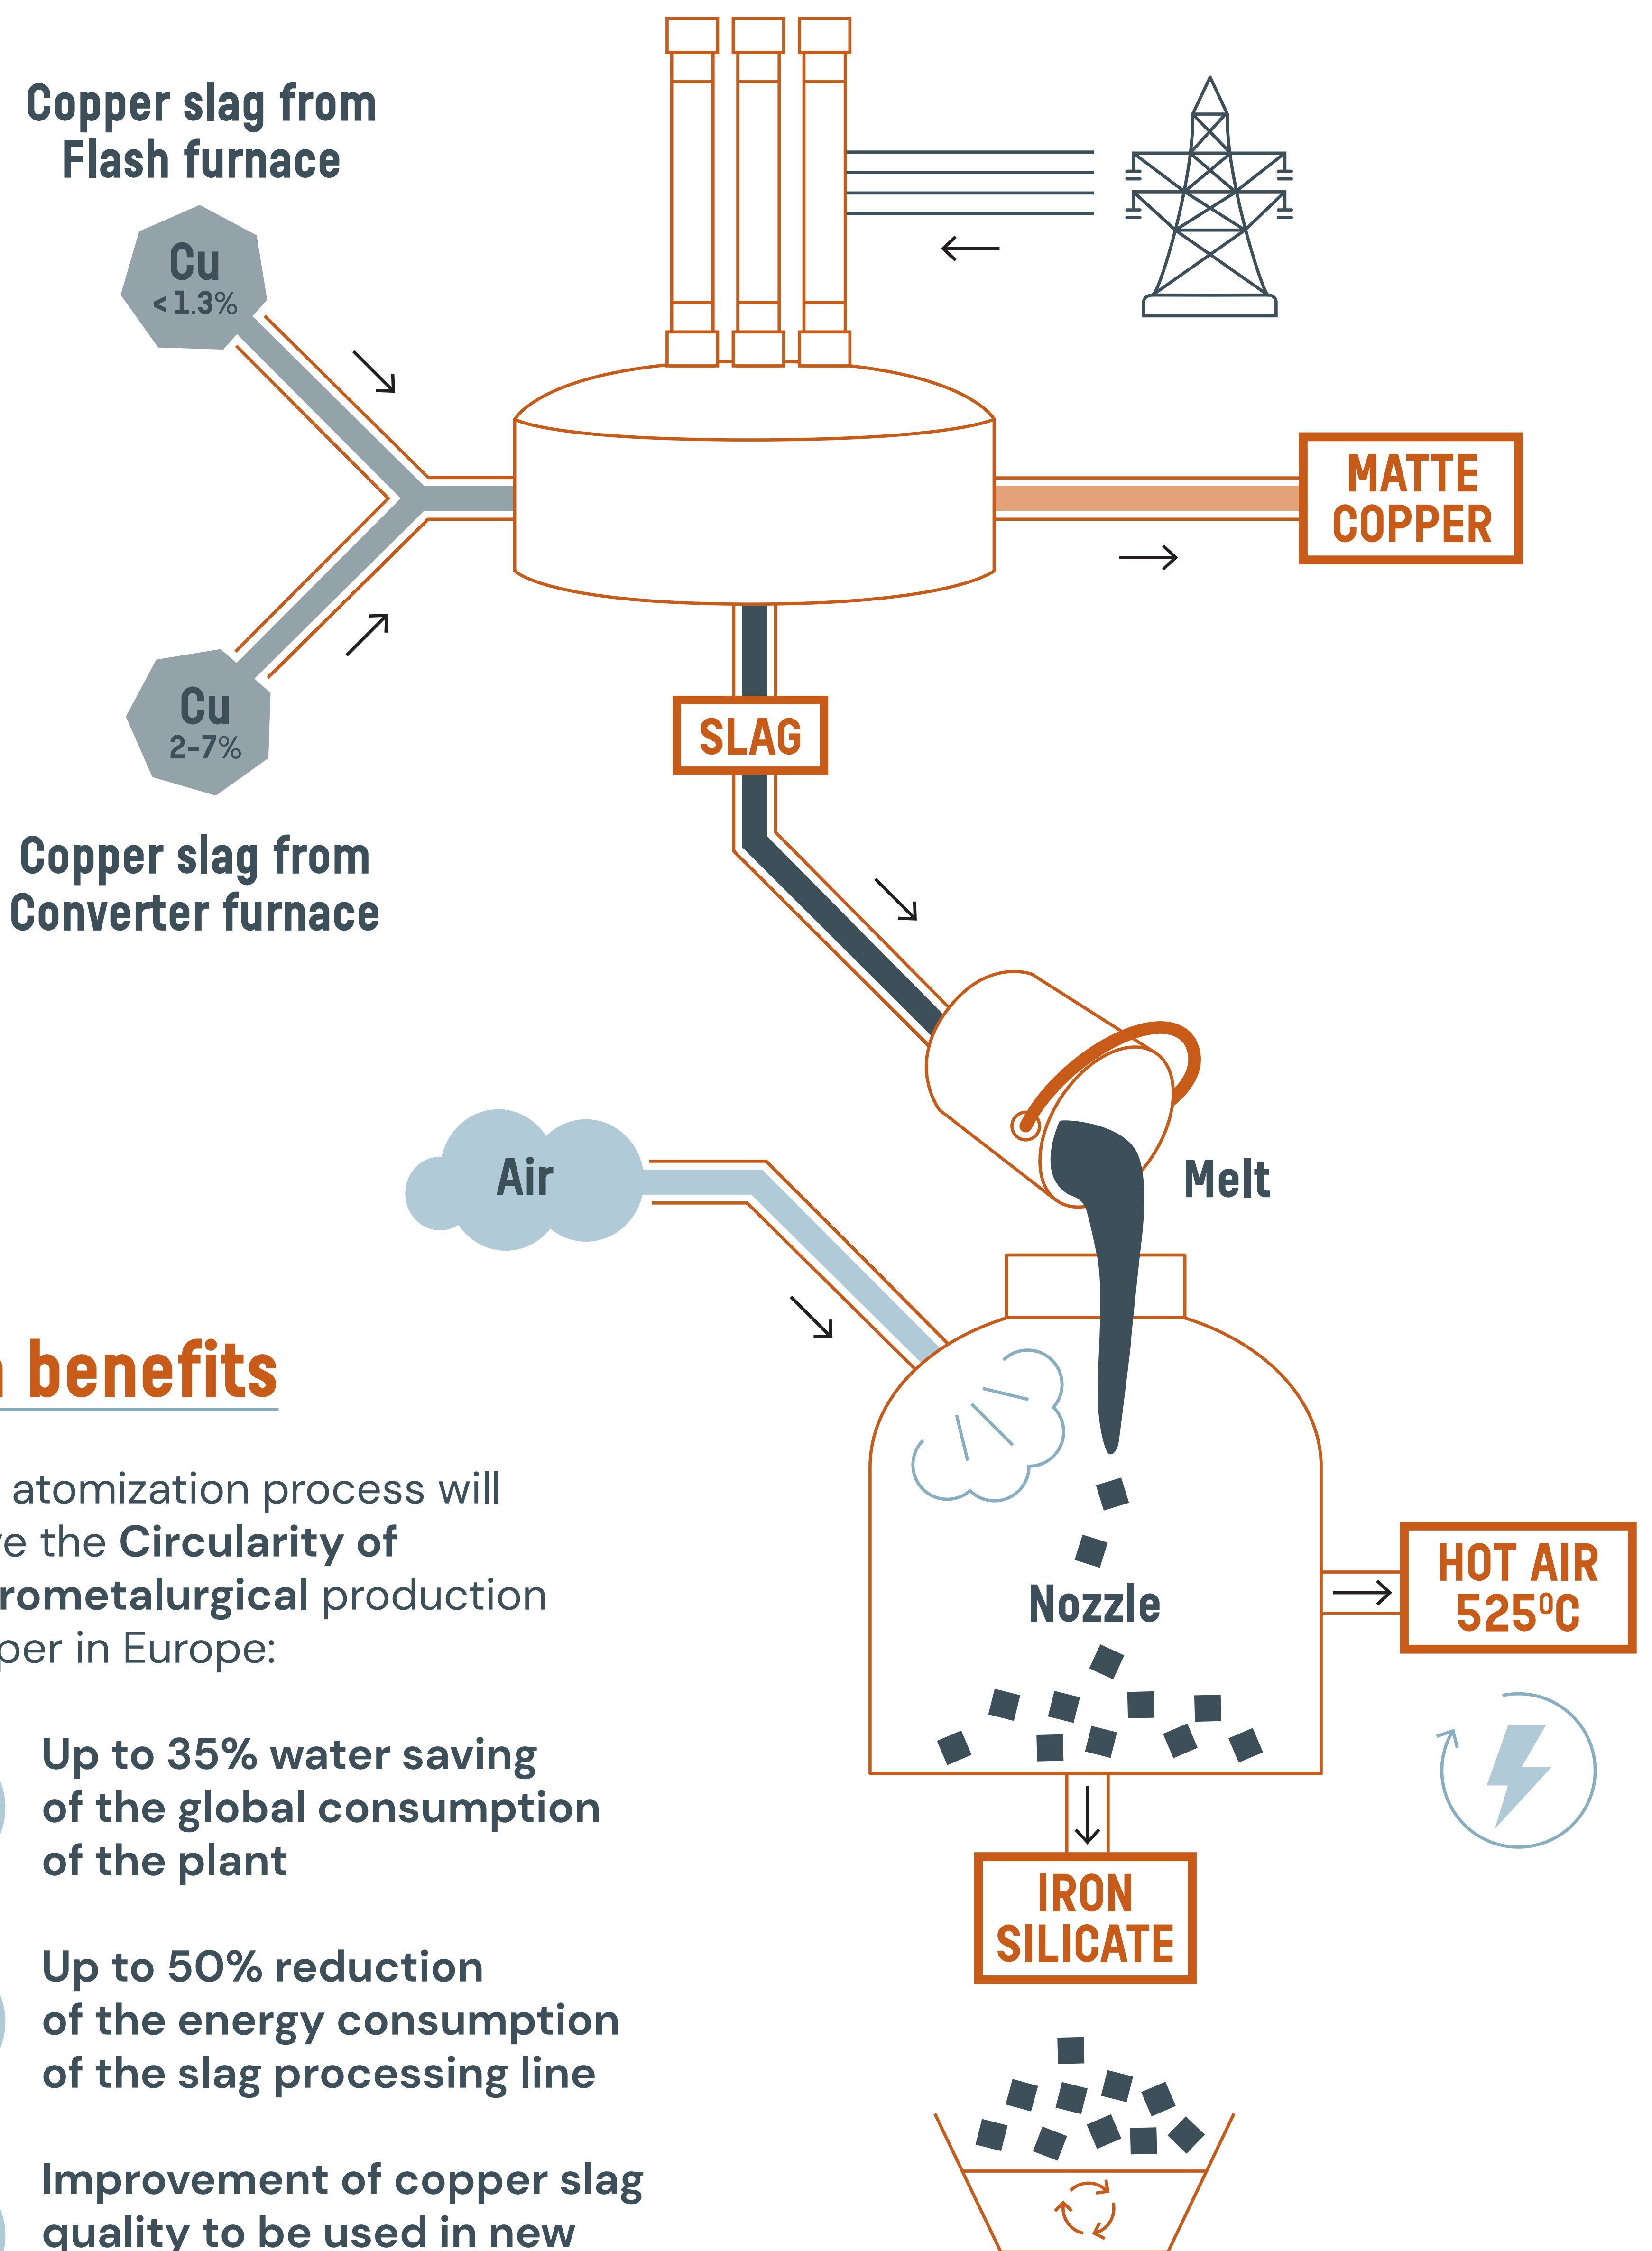 Copper slag from
Flash furnace
Cu
<1.3%
MATTE
COPPER
Cu
2-7%
SLAG
Copper slag from
Converter furnace
Air
Melt
benefits
atomization process will
the Circularity of
production
in Europe:
Nozzle
HOT AIR
525⁰C
Up to 35% water saving
of the global consumption
of the plant
IRON
SILICATE
Up to 50% reduction
of the energy consumption
of the slag processing line
Improvement of copper slag
quality to be used in new